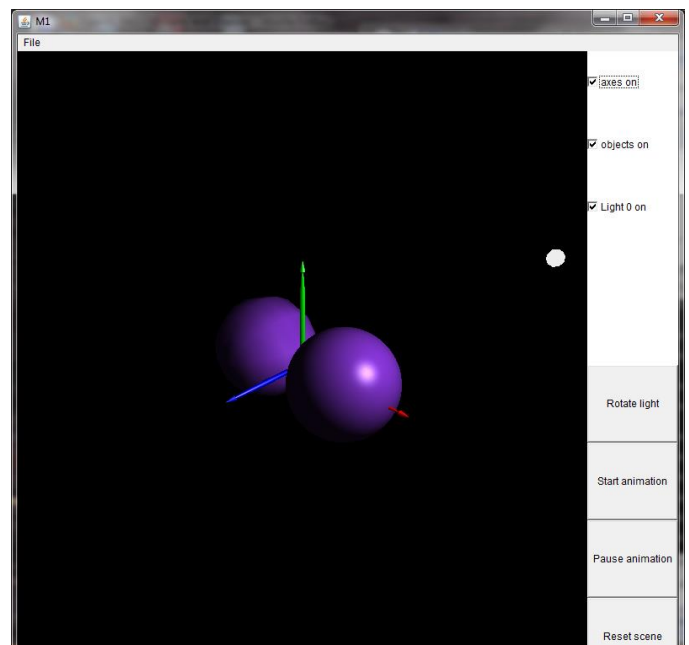 M1
File
axes on
objects on
Light 0 on
Rotate light
Start animation
Pause animation
Reset scene